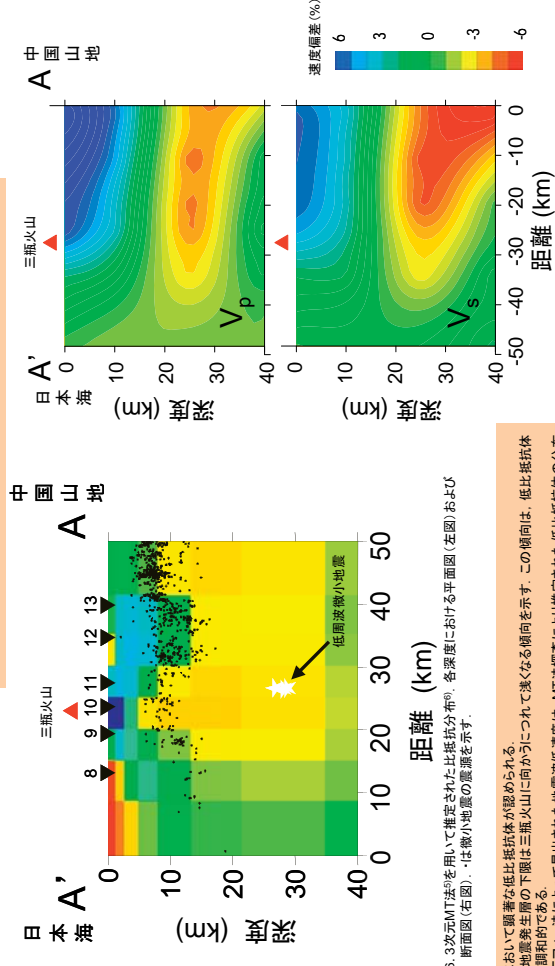 日本海
A'
三瓶火山
A
中国山地
8 9 10 11 12 13
0
10
20
30
40
深度 (km)
低周波微小地震
0 10 20 30 40 50
距離 (km)
6. 3次元MT法⁵⁾を用いて推定された比抵抗分布⁶⁾. 各深度における平面図(左図)および
断面図(右図). ・は微小地震の震源を示す.
日本海
A'
三瓶火山
A
中国山地
0
10
20
30
40
深度 (km)
Vp
0
10
20
30
40
深度 (km)
Vs
-50 -40 -30 -20 -10 0
距離 (km)
速度偏差(%)
6
3
0
-3
-6
おいて顕著な低比抵抗体が認められる.
地震発生層の下限は三瓶火山に向かうにつれて浅くなる傾向を示す. この傾向は, 低比抵抗体
調和的である.